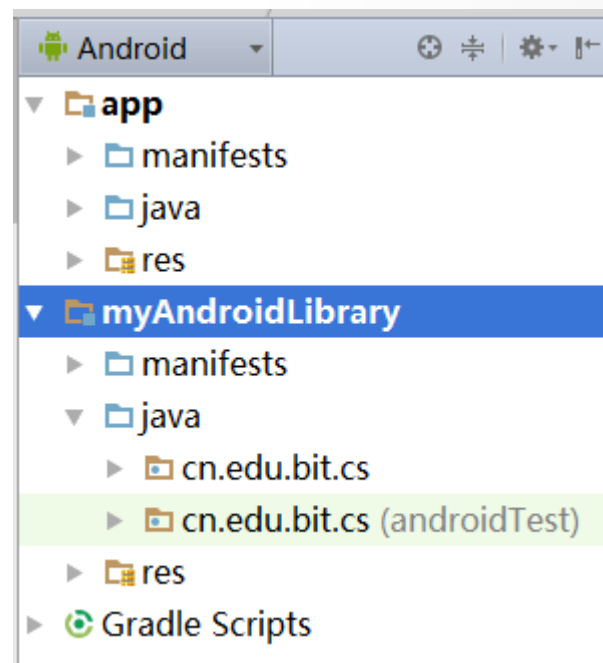 Android
app
manifests
java
res
myAndroidLibrary
manifests
java
cn.edu.bit.cs
cn.edu.bit.cs (androidTest)
res
Gradle Scripts